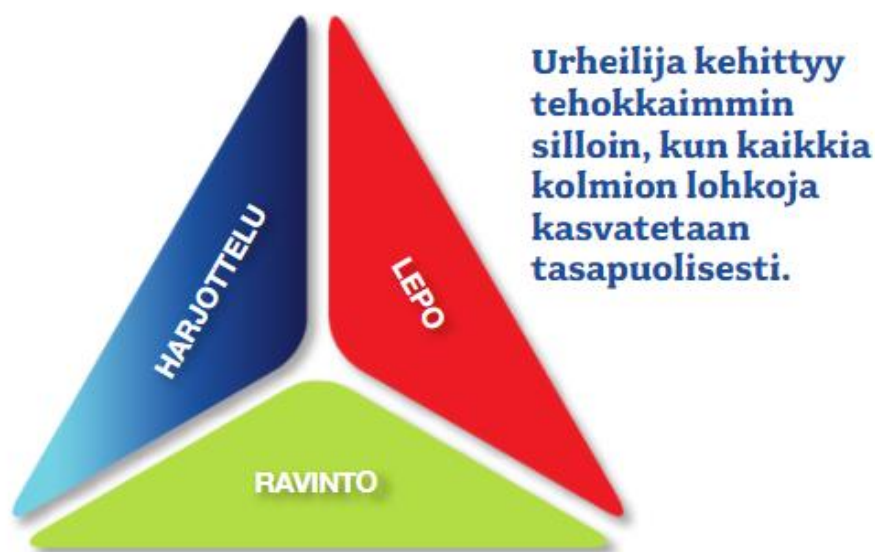 Urheilija kehittyy
tehokkaimmin
silloin, kun kaikkia
kolmion lohkoja
kasvatetaan
tasapuolisesti.
HARJOTTELU
LEPO
RAVINTO